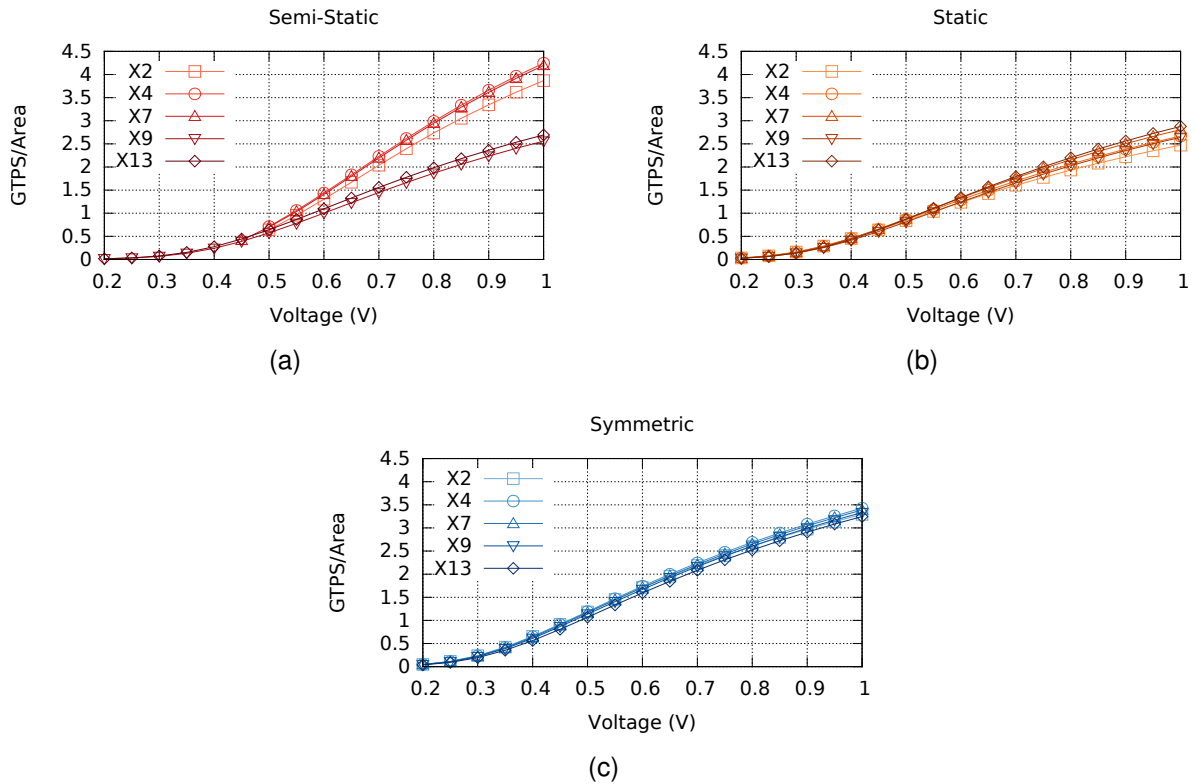 Semi-Static
GTPS/Area
4.5
4
3.5
3
2.5
2
1.5
1
0.5
0
X2
X4
X7
X9
X13
0.2 0.3 0.4 0.5 0.6 0.7 0.8 0.9 1
Voltage (V)
(a)
Static
GTPS/Area
4.5
4
3.5
3
2.5
2
1.5
1
0.5
0
X2
X4
X7
X9
X13
0.2 0.3 0.4 0.5 0.6 0.7 0.8 0.9 1
Voltage (V)
(b)
Symmetric
GTPS/Area
4.5
4
3.5
3
2.5
2
1.5
1
0.5
0
X2
X4
X7
X9
X13
0.2 0.3 0.4 0.5 0.6 0.7 0.8 0.9 1
Voltage (V)
(c)